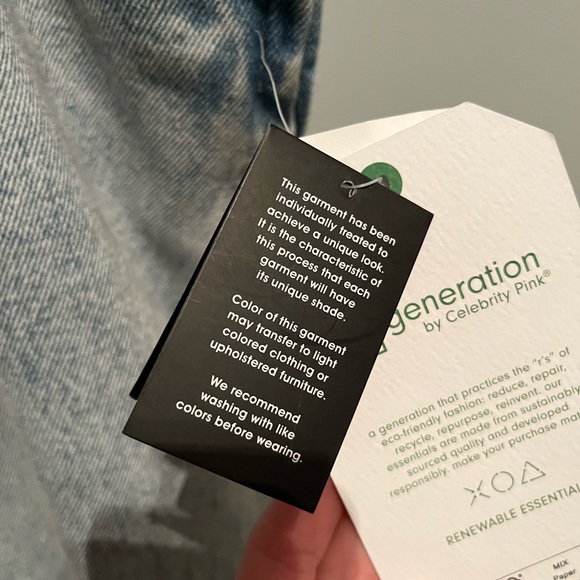 This garment has been
individually treated to
achieve a unique look.
It is the characteristic of
this process that each
garment will have
its unique shade.
Color of this garment
may transfer to light
colored clothing or
upholstered furniture.
We recommend
washing with like
colors before wearing.
generation
by Celebrity Pink®
a generation that practices the "r's" of
eco-friendly fashion: reduce, repair,
recycle, repurpose, reinvent. our
essentials are made from sustainably
sourced quality and developed
responsibly. make your purchase
RENEWABLE
MIX
Paper